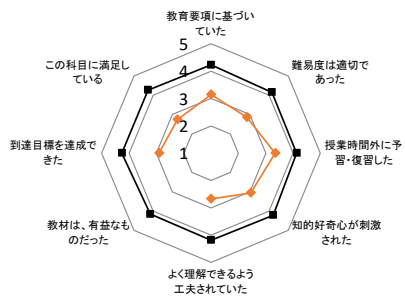 教育要項に基づい
ていた
難易度は適切で
あった
授業時間外に予
習・復習した
知的好奇心が刺激
された
よく理解できるよう
工夫されていた
教材は、有益なも
のだった
到達目標を達成で
きた
この科目に満足し
ている
5
4
3
2
1